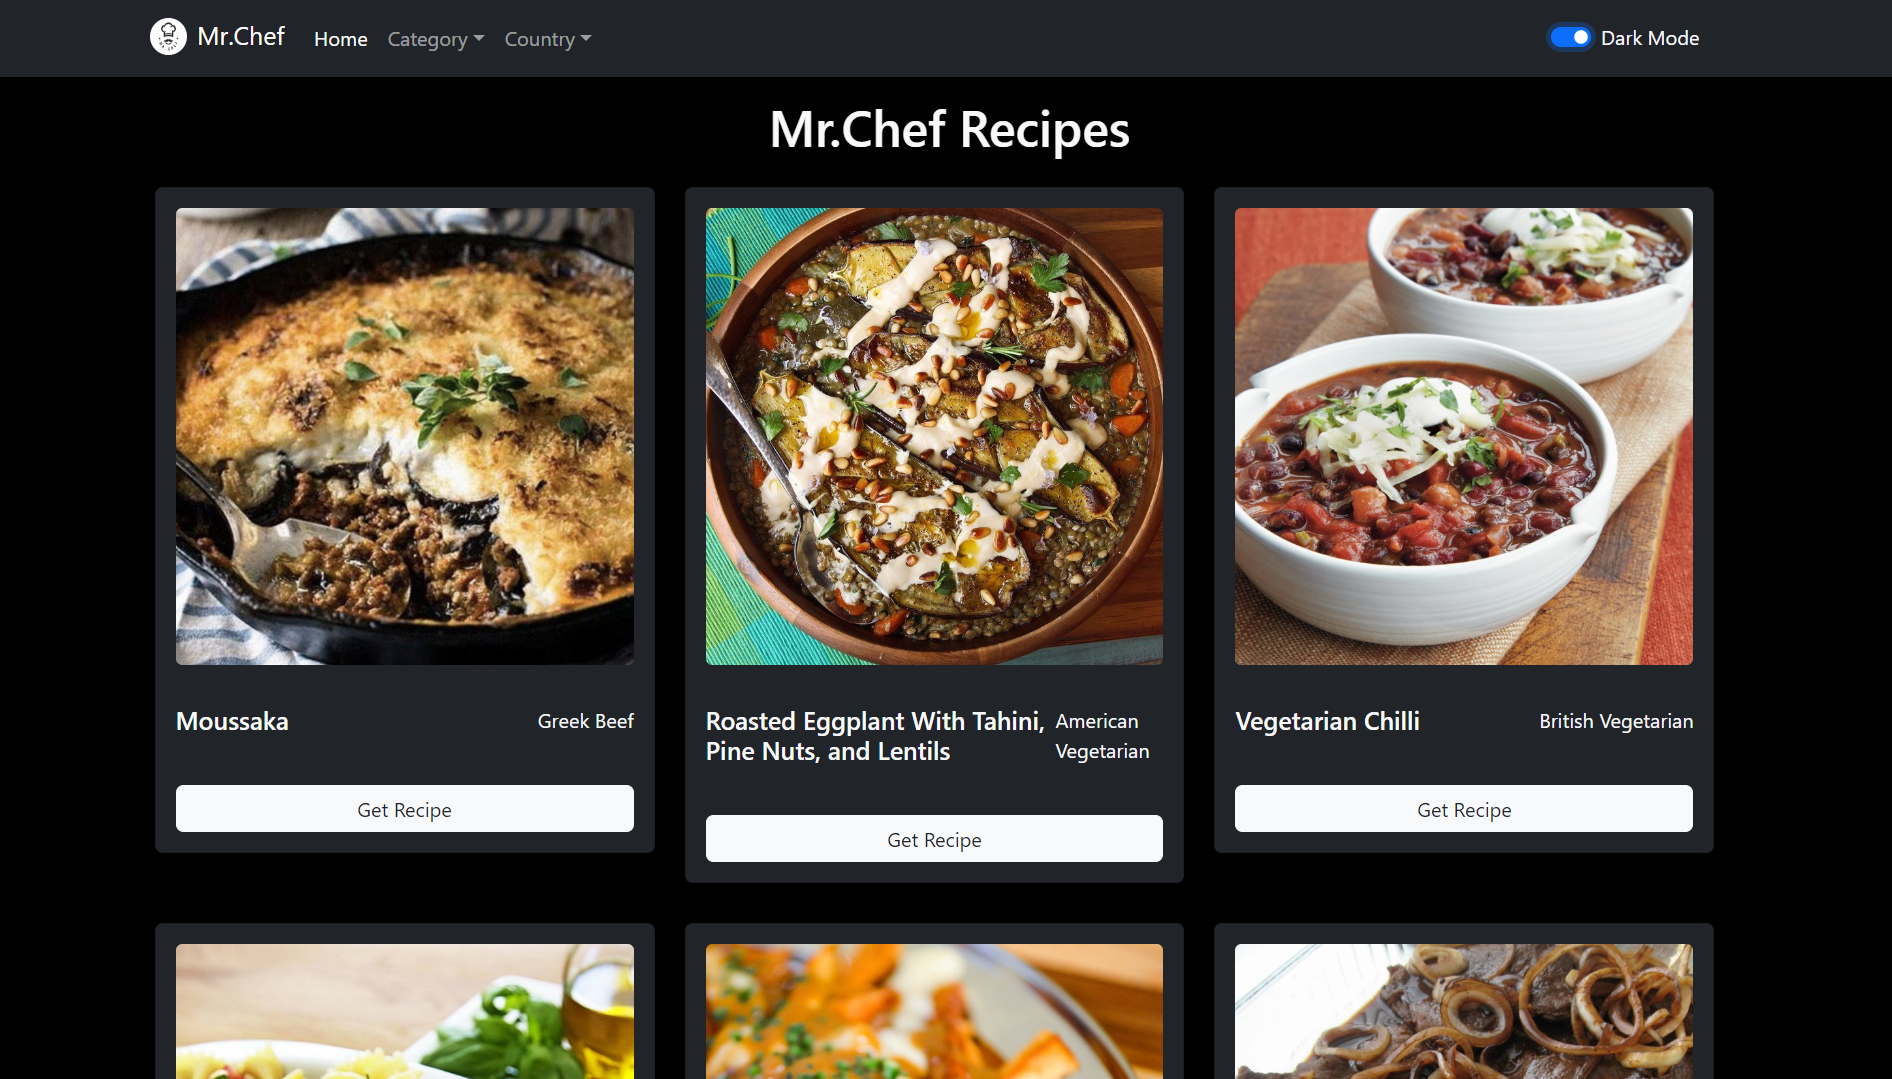 Mr.Chef
Home
Category
Country
Dark Mode
Mr.Chef Recipes
Moussaka
Greek Beef
Get Recipe
Roasted Eggplant With Tahini,
Pine Nuts, and Lentils
American
Vegetarian
Get Recipe
Vegetarian Chilli
British Vegetarian
Get Recipe